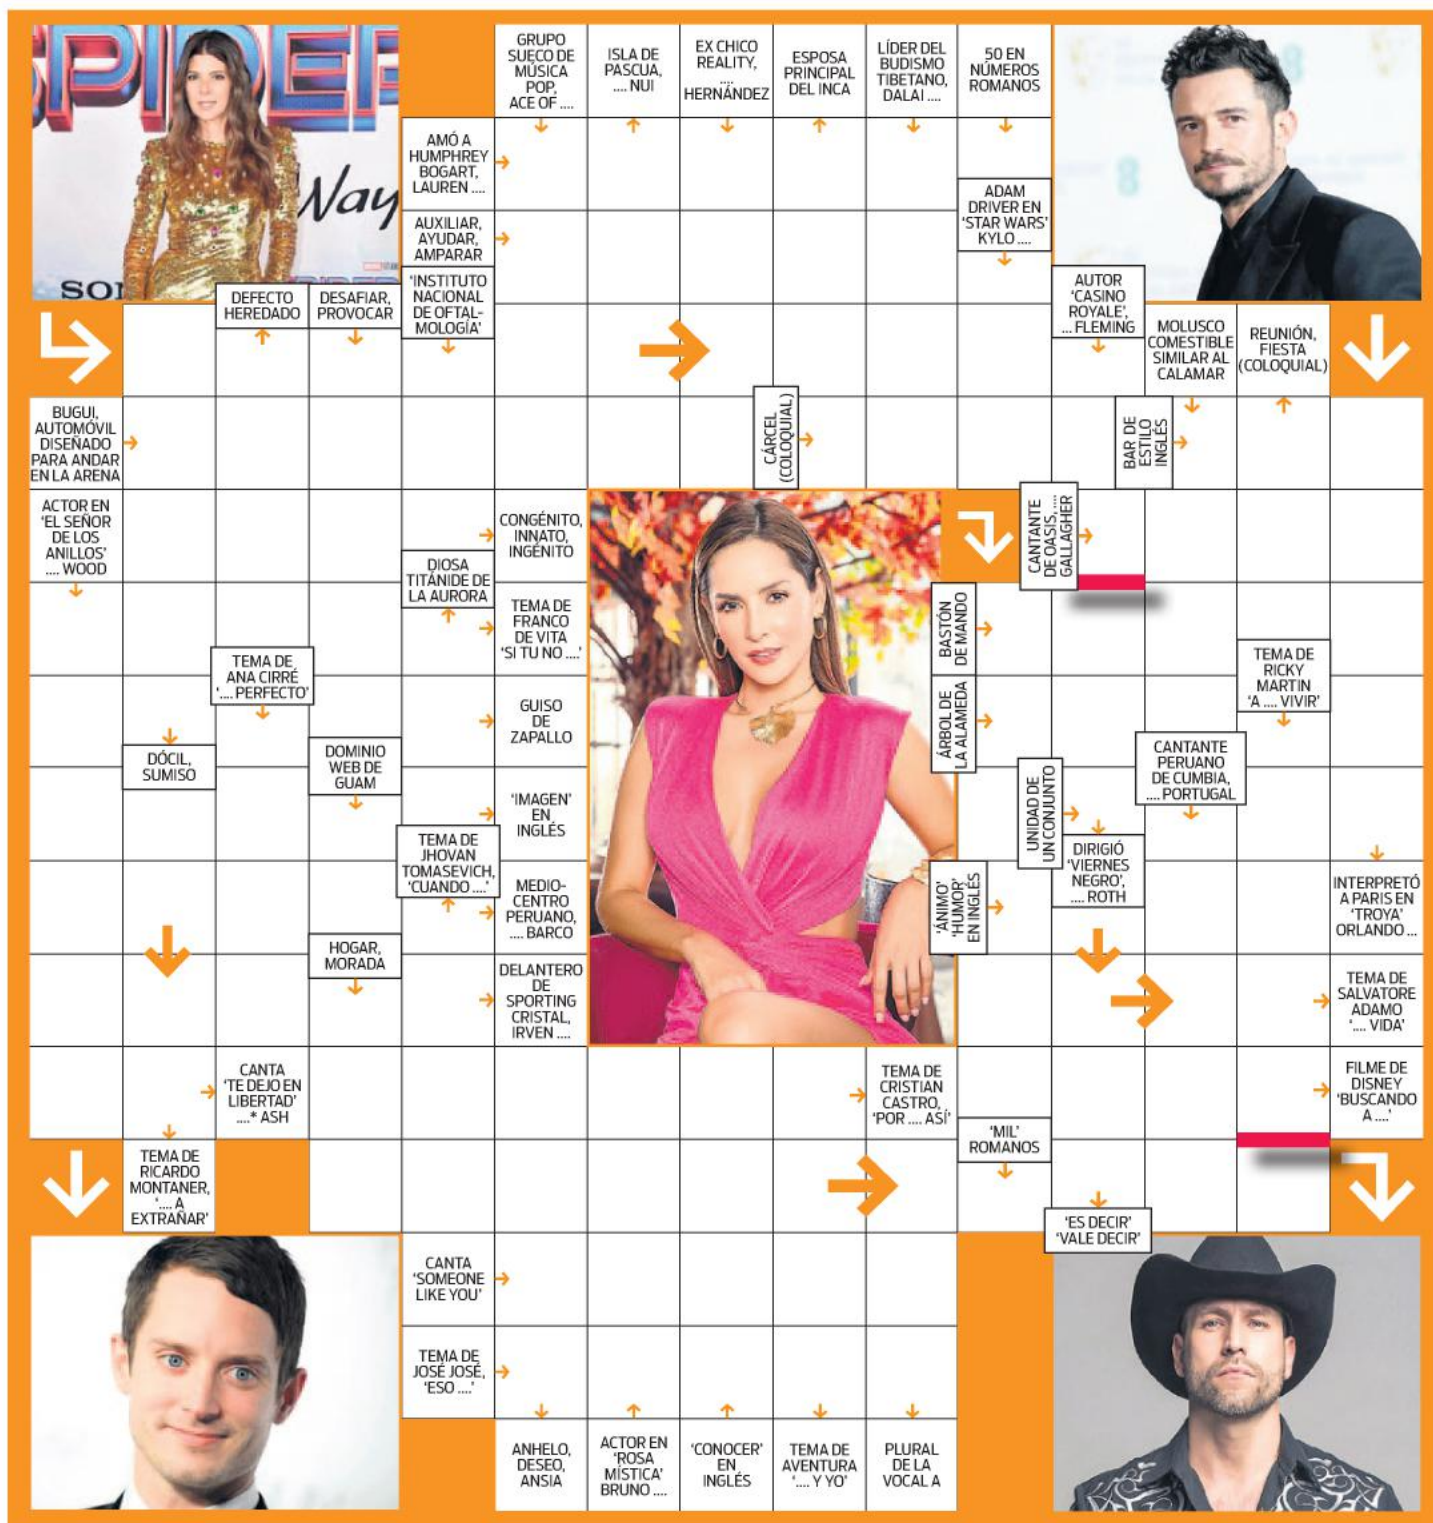 SPIDER
Way
SO
GRUPO
SUECO DE
MÚSICA
POP,
ACE OF ....
ISLA DE
PASCUA,
.... NUI
EX CHICO
REALITY,
....
HERNÁNDEZ
ESPOSA
PRINCIPAL
DEL INCA
LÍDER DEL
BUDISMO
TIBETANO,
DALAI ....
50 EN
NÚMEROS
ROMANOS
AMÓ A
HUMPHREY
BOGART,
LAUREN ....
ADAM
DRIVER EN
'STAR WARS'
KYLO ....
AUXILIAR,
AYUDAR,
AMPARAR
DEFECTO
HEREDADO
DESAFIAR,
PROVOCAR
'INSTITUTO
NACIONAL
DE OFTAL-
MOLOGÍA'
AUTOR
'CASINO
ROYALE',
... FLEMING
MOLUSCO
COMESTIBLE
SIMILAR AL
CALAMAR
REUNIÓN,
FIESTA
(COLOQUIAL)
BUGUI,
AUTOMÓVIL
DISEÑADO
PARA ANDAR
EN LA ARENA
CÁRCEL
(COLOQUIAL)
BAR DE
ESTILO
INGLÉS
ACTOR EN
'EL SEÑOR
DE LOS
ANILLOS'
.... WOOD
CONGÉNITO,
INNATO,
INGÉNITO
CANTANTE
DE OASIS, ....
GALLAGHER
DIOSA
TITÁNIDE DE
LA AURORA
TEMA DE
FRANCO
DE VITA
'SI TU NO ....'
BASTÓN
DE MANDO
TEMA DE
ANA CIRRÉ
'.... PERFECTO'
TEMA DE
RICKY
MARTIN
'A .... VIVIR'
GUISO
DE
ZAPALLO
ÁRBOL DE
LA ALAMEDA
DÓCIL,
SUMISO
DOMINIO
WEB DE
GUAM
CANTANTE
PERUANO
DE CUMBIA,
.... PORTUGAL
'IMAGEN'
EN
INGLÉS
UNIDAD DE
UN CONJUNTO
TEMA DE
JHOVAN
TOMASEVICH,
'CUANDO ....'
DIRIGIÓ
'VIERNES
NEGRO',
.... ROTH
MEDIO-
CENTRO
PERUANO,
.... BARCO
'ÁNIMO'
'HUMOR'
EN INGLÉS
INTERPRETÓ
A PARIS EN
'TROYA'
ORLANDO ...
HOGAR,
MORADA
DELANTERO
DE
SPORTING
CRISTAL,
IRVEN ....
TEMA DE
SALVATORE
ADAMO
'.... VIDA'
CANTA
'TE DEJO EN
LIBERTAD'
....* ASH
TEMA DE
CRISTIAN
CASTRO,
'POR .... ASÍ'
FILME DE
DISNEY
'BUSCANDO
A ....'
'MIL'
ROMANOS
TEMA DE
RICARDO
MONTANER,
'.... A
EXTRAÑAR'
'ES DECIR'
'VALE DECIR'
CANTA
'SOMEONE
LIKE YOU'
TEMA DE
JOSÉ JOSÉ,
'ESO ....'
ANHELO,
DESEO,
ANSIA
ACTOR EN
'ROSA
MÍSTICA'
BRUNO ....
'CONOCER'
EN
INGLÉS
TEMA DE
AVENTURA
'.... Y YO'
PLURAL
DE LA
VOCAL A